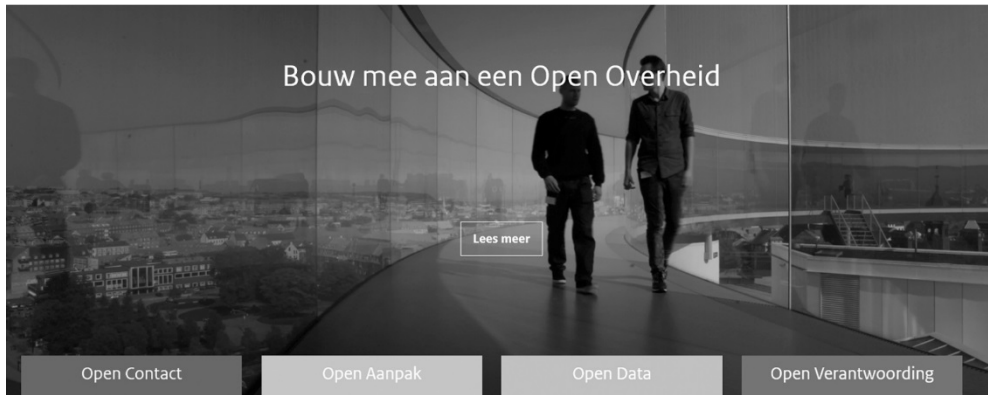 Bouw mee aan een Open Overheid
Lees meer
Open Contact
Open Aanpak
Open Data
Open Verantwoording